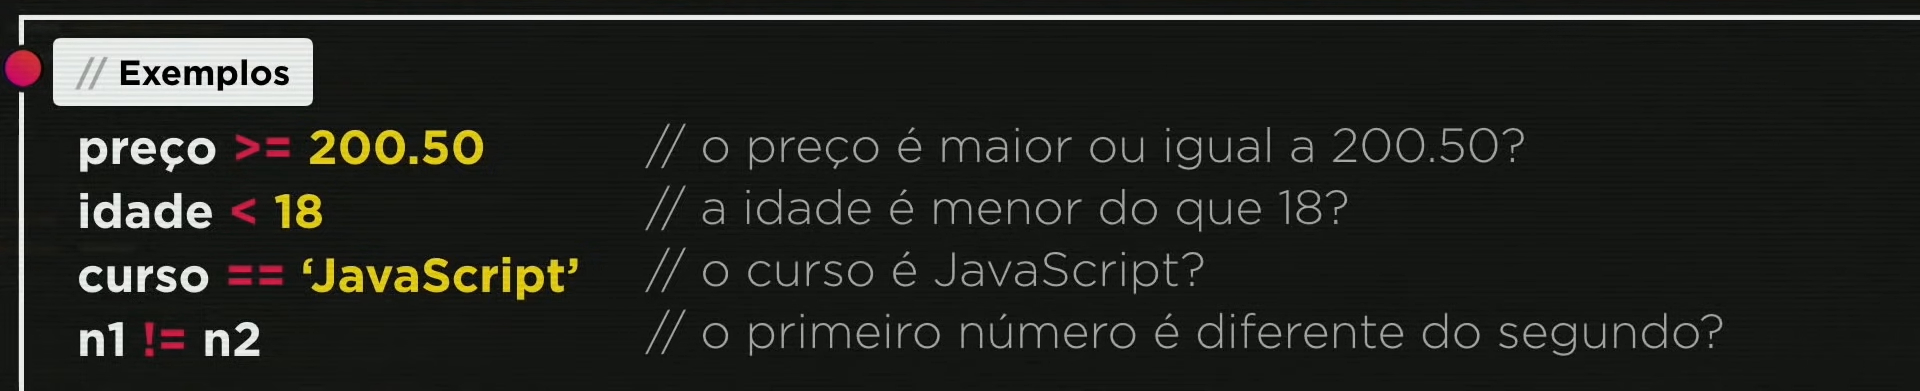 // Exemplos
preço >= 200.50 // o preço é maior ou igual a 200.50?
idade < 18 // a idade é menor do que 18?
curso == ‘JavaScript’ // o curso é JavaScript?
n1 != n2 // o primeiro número é diferente do segundo?